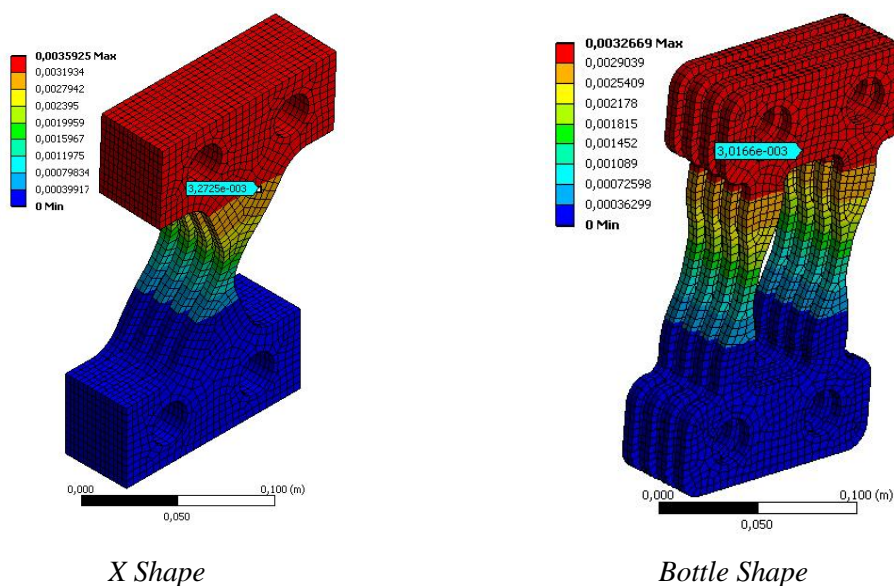 0,0035925 Max
0,0031934
0,0027942
0,002395
0,0019959
0,0015967
0,0011975
0,00079834
0,00039917
0 Min
3,2725e-003
0,000
0,100 (m)
0,050
X Shape
0,0032669 Max
0,0029039
0,0025409
0,002178
0,001815
0,001452
0,001089
0,00072598
0,00036299
0 Min
3,0166e-003
0,000
0,100 (m)
0,050
Bottle Shape